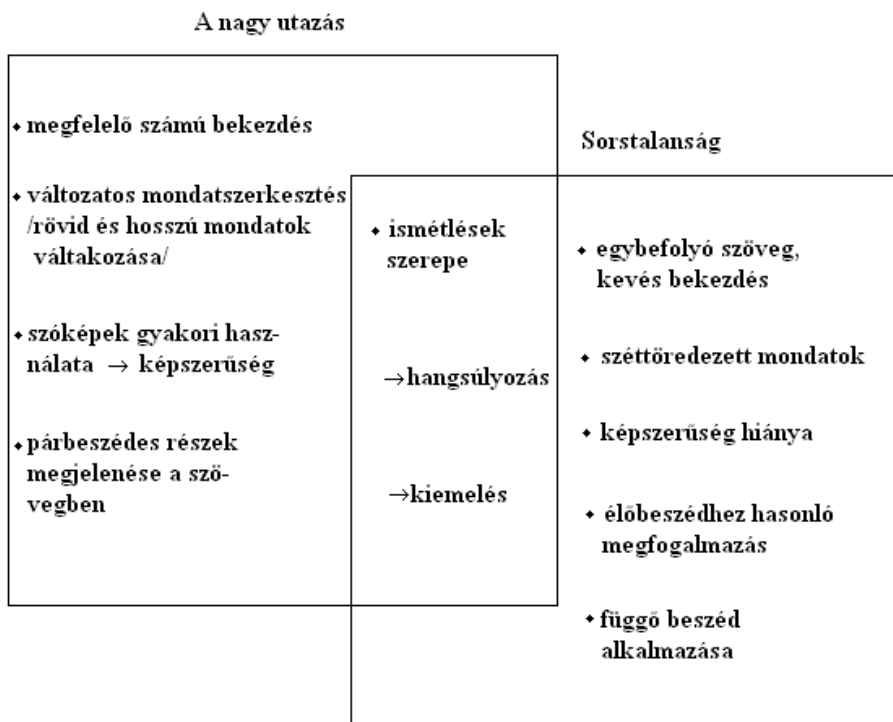 A nagy utazás
⬩ megfelelő számú bekezdés
⬩ változatos mondatszerkesztés
/rövid és hosszú mondatok
váltakozása/
⬩ szóképek gyakori hasz-
nálata → képszerűség
⬩ párbeszédes részek
megjelenése a szö-
vegben
⬩ ismétlések
szerepe
→hangsúlyozás
→kiemelés
Sorstalanság
⬩ egybefolyó szöveg,
kevés bekezdés
⬩ széttöredezett mondatok
⬩ képszerűség hiánya
⬩ élőbeszédhez hasonló
megfogalmazás
⬩ függő beszéd
alkalmazása